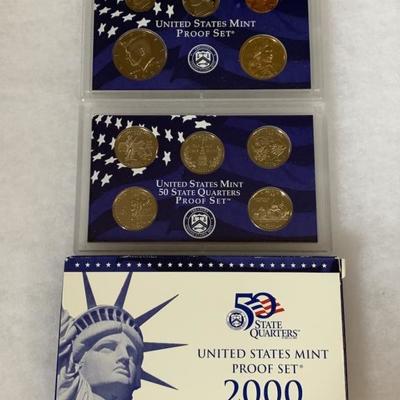 UNITED STATES MINT
PROOF SET®
UNITED STATES MINT
50 STATE QUARTERS
PROOF SET™
50
STATE
QUARTERS
UNITED STATES MINT
PROOF SET®
2000